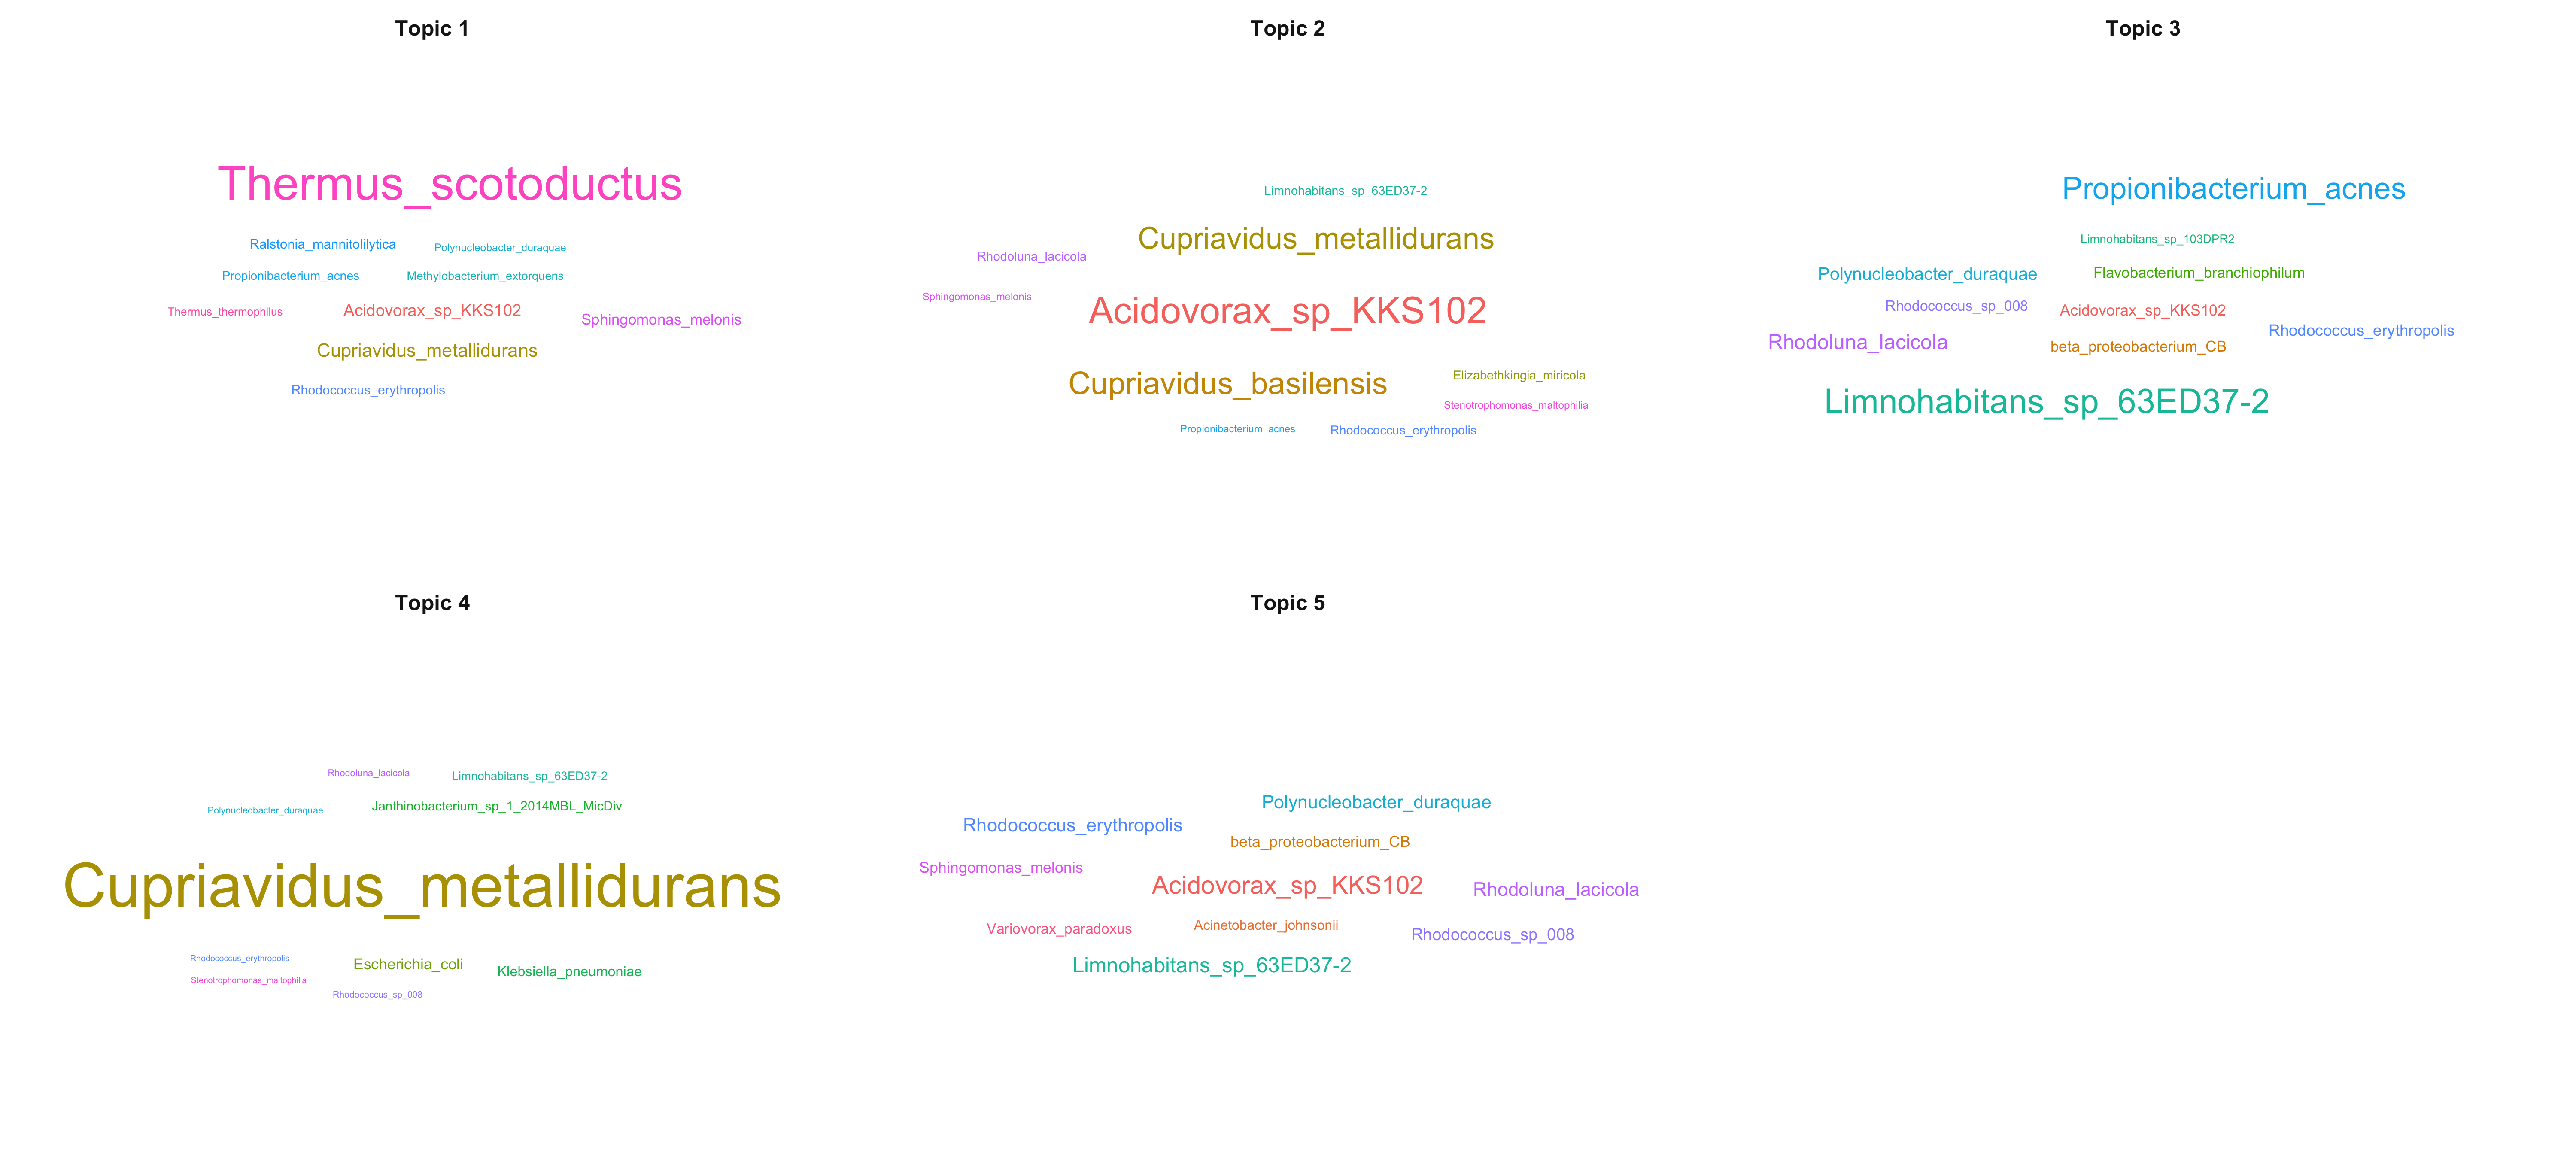 Topic 1
Thermus_scotoductus
Ralstonia_mannitolilytica
Polynucleobacter_duraquae
Propionibacterium_acnes
Methylobacterium_extorquens
Thermus_thermophilus
Acidovorax_sp_KKS102
Sphingomonas_melonis
Cupriavidus_metallidurans
Rhodococcus_erythropolis
Topic 2
Limnohabitans_sp_63ED37-2
Cupriavidus_metallidurans
Rhodoluna_lacicola
Sphingomonas_melonis
Acidovorax_sp_KKS102
Cupriavidus_basilensis
Elizabethkingia_miricola
Stenotrophomonas_maltophilia
Propionibacterium_acnes
Rhodococcus_erythropolis
Topic 3
Propionibacterium_acnes
Limnohabitans_sp_103DPR2
Polynucleobacter_duraquae
Flavobacterium_branchiophilum
Rhodococcus_sp_008
Acidovorax_sp_KKS102
Rhodococcus_erythropolis
Rhodoluna_lacicola
beta_proteobacterium_CB
Limnohabitans_sp_63ED37-2
Topic 4
Rhodoluna_lacicola
Limnohabitans_sp_63ED37-2
Polynucleobacter_duraquae
Janthinobacterium_sp_1_2014MBL_MicDiv
Cupriavidus_metallidurans
Rhodococcus_erythropolis
Escherichia_coli
Klebsiella_pneumoniae
Stenotrophomonas_maltophilia
Rhodococcus_sp_008
Topic 5
Polynucleobacter_duraquae
Rhodococcus_erythropolis
beta_proteobacterium_CB
Sphingomonas_melonis
Acidovorax_sp_KKS102
Rhodoluna_lacicola
Variovorax_paradoxus
Acinetobacter_johnsonii
Rhodococcus_sp_008
Limnohabitans_sp_63ED37-2